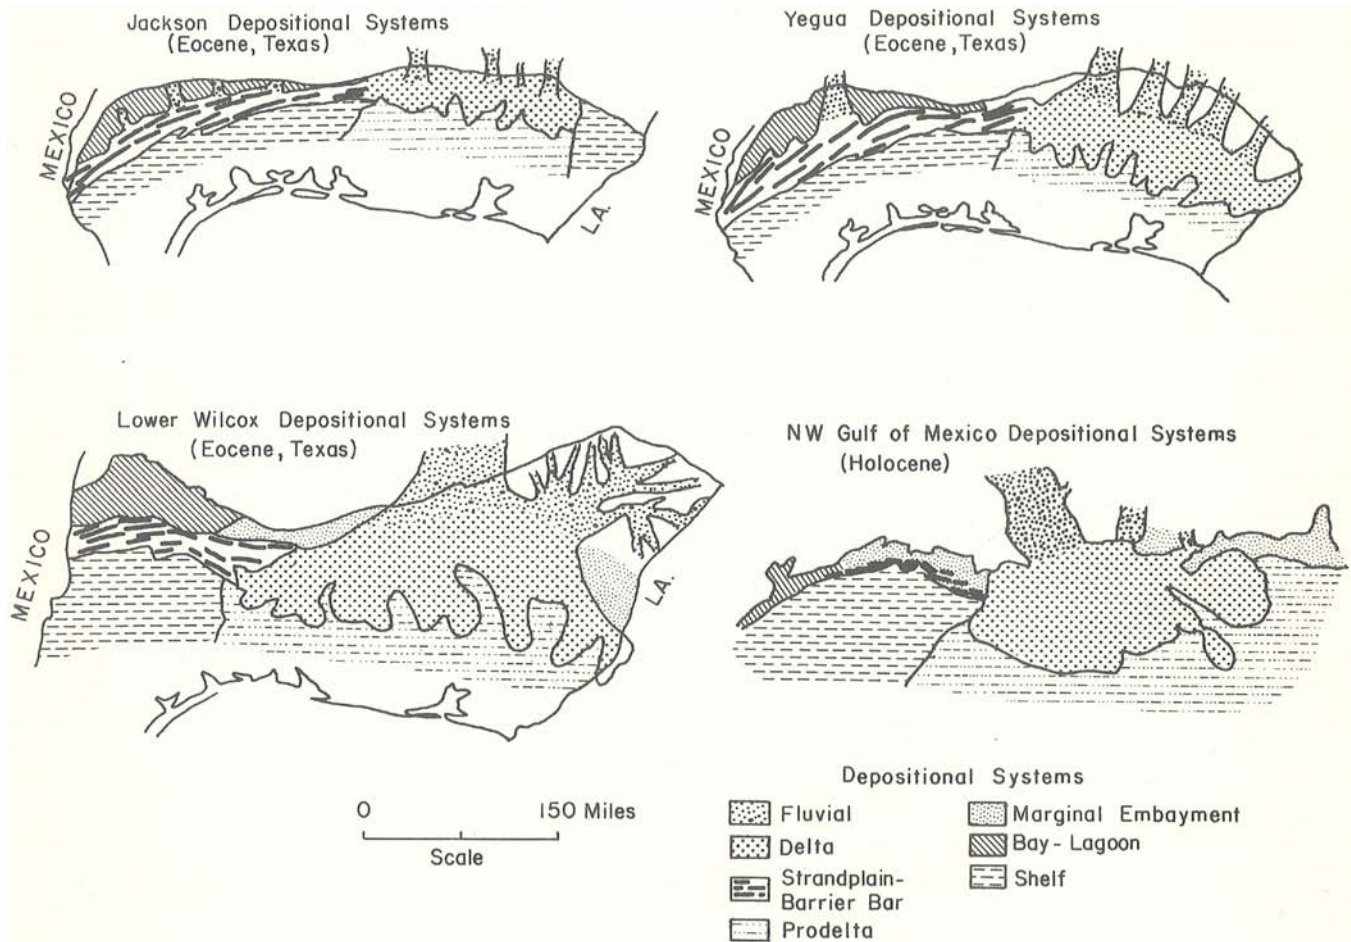 Jackson Depositional Systems
(Eocene, Texas)
MEXICO
LA.
Yegua Depositional Systems
(Eocene, Texas)
MEXICO
Lower Wilcox Depositional Systems
(Eocene, Texas)
MEXICO
LA.
NW Gulf of Mexico Depositional Systems
(Holocene)
0 150 Miles
Scale
Depositional Systems
Fluvial
Delta
Strandplain-
Barrier Bar
Prodelta
Marginal Embayment
Bay-Lagoon
Shelf